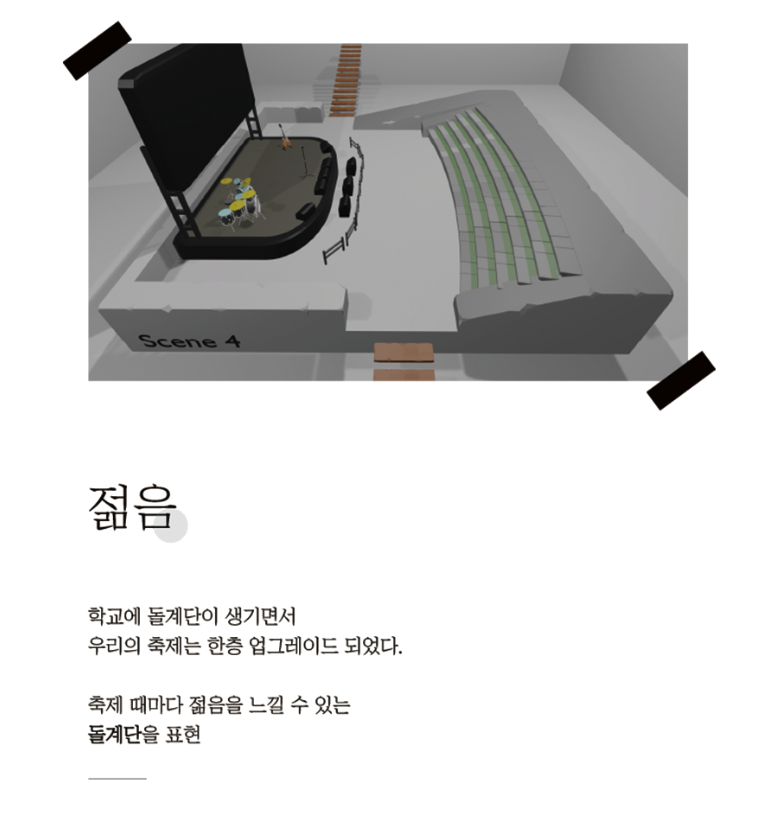 Scene 4
젊음
학교에 돌계단이 생기면서
우리의 축제는 한층 업그레이드 되었다.
축제 때마다 젊음을 느낄 수 있는
돌계단을 표현